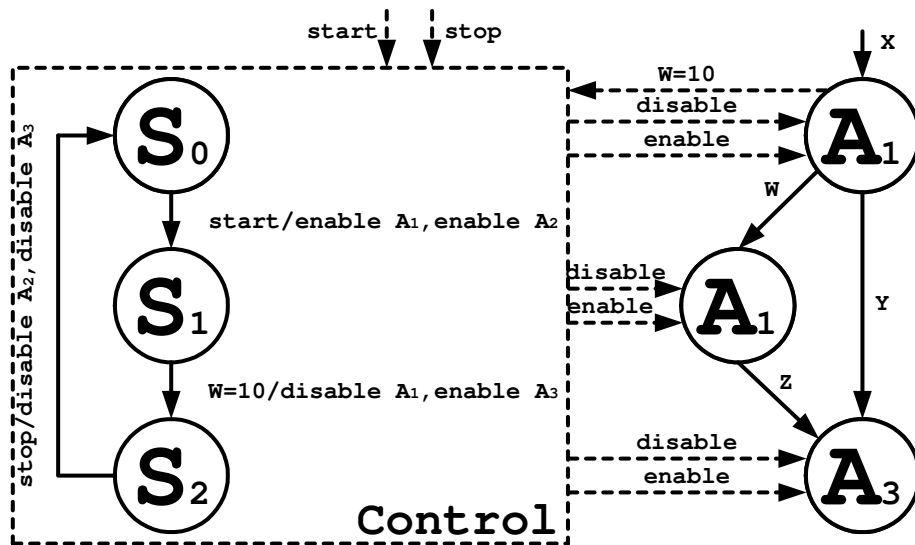 start
stop
X
W=10
disable
enable
S0
A1
W
start/enable A1,enable A2
stop/disable A2,disable A3
disable
enable
S1
A1
Y
Z
W=10/disable A1,enable A3
disable
enable
S2
A3
Control